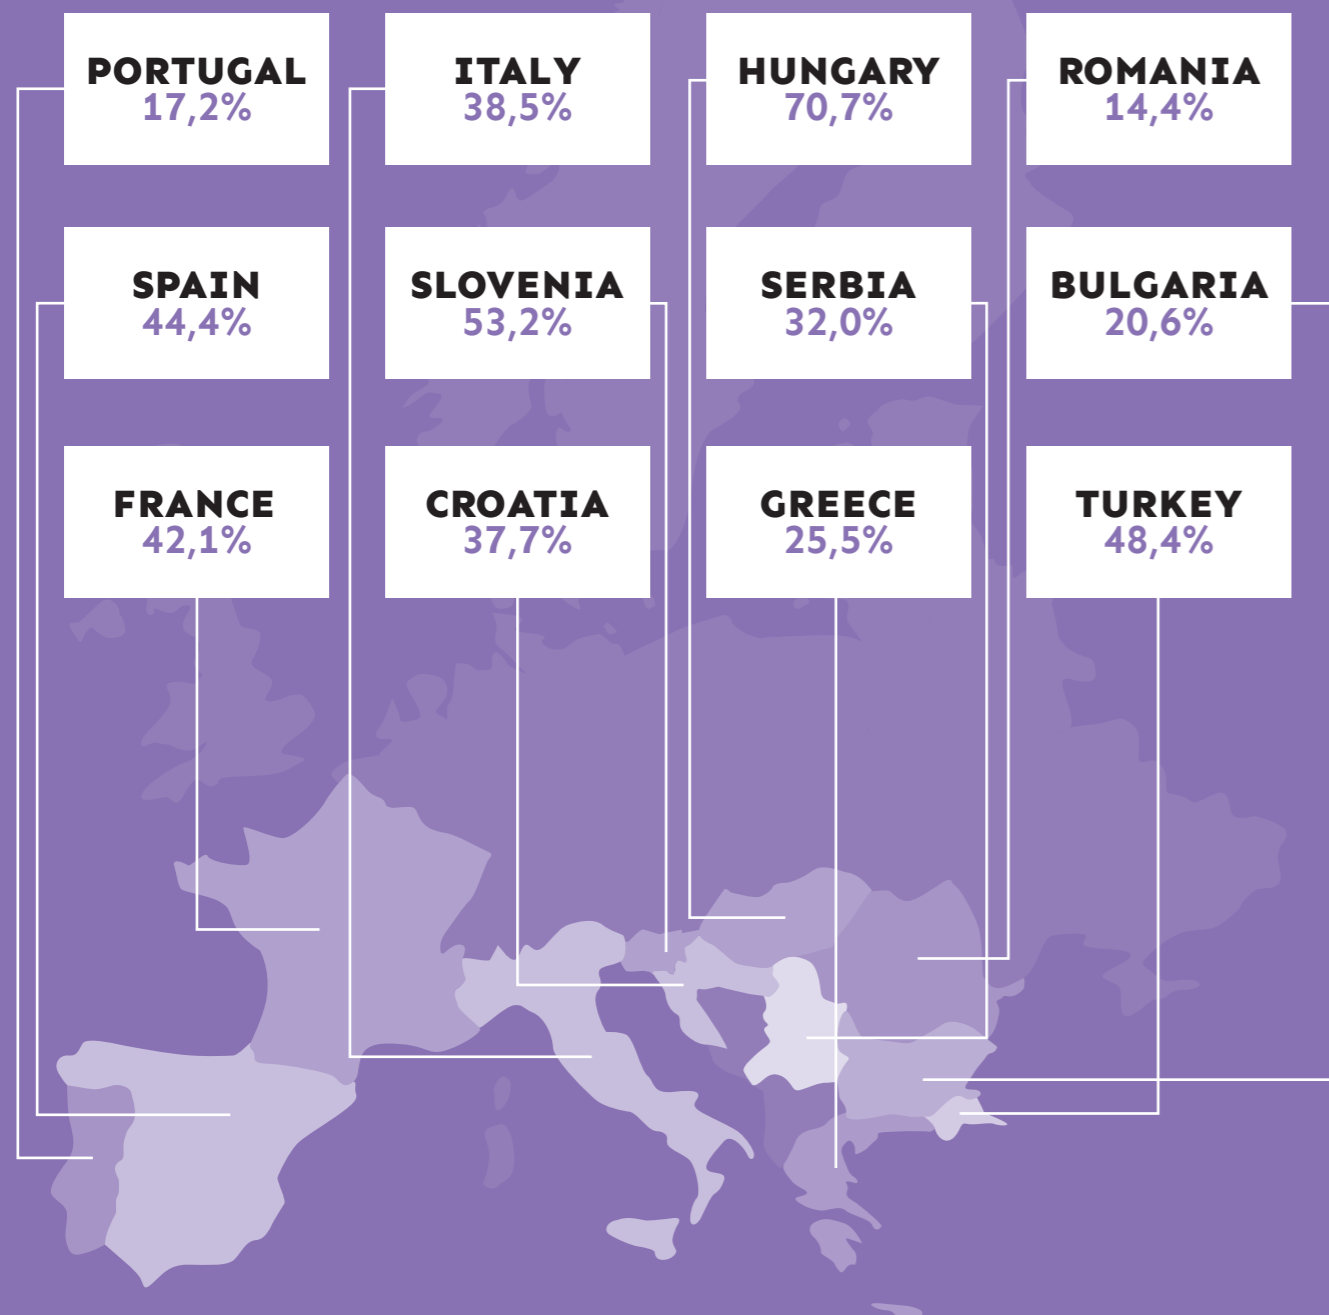 PORTUGAL
17,2%
ITALY
38,5%
HUNGARY
70,7%
ROMANIA
14,4%
SPAIN
44,4%
SLOVENIA
53,2%
SERBIA
32,0%
BULGARIA
20,6%
FRANCE
42,1%
CROATIA
37,7%
GREECE
25,5%
TURKEY
48,4%